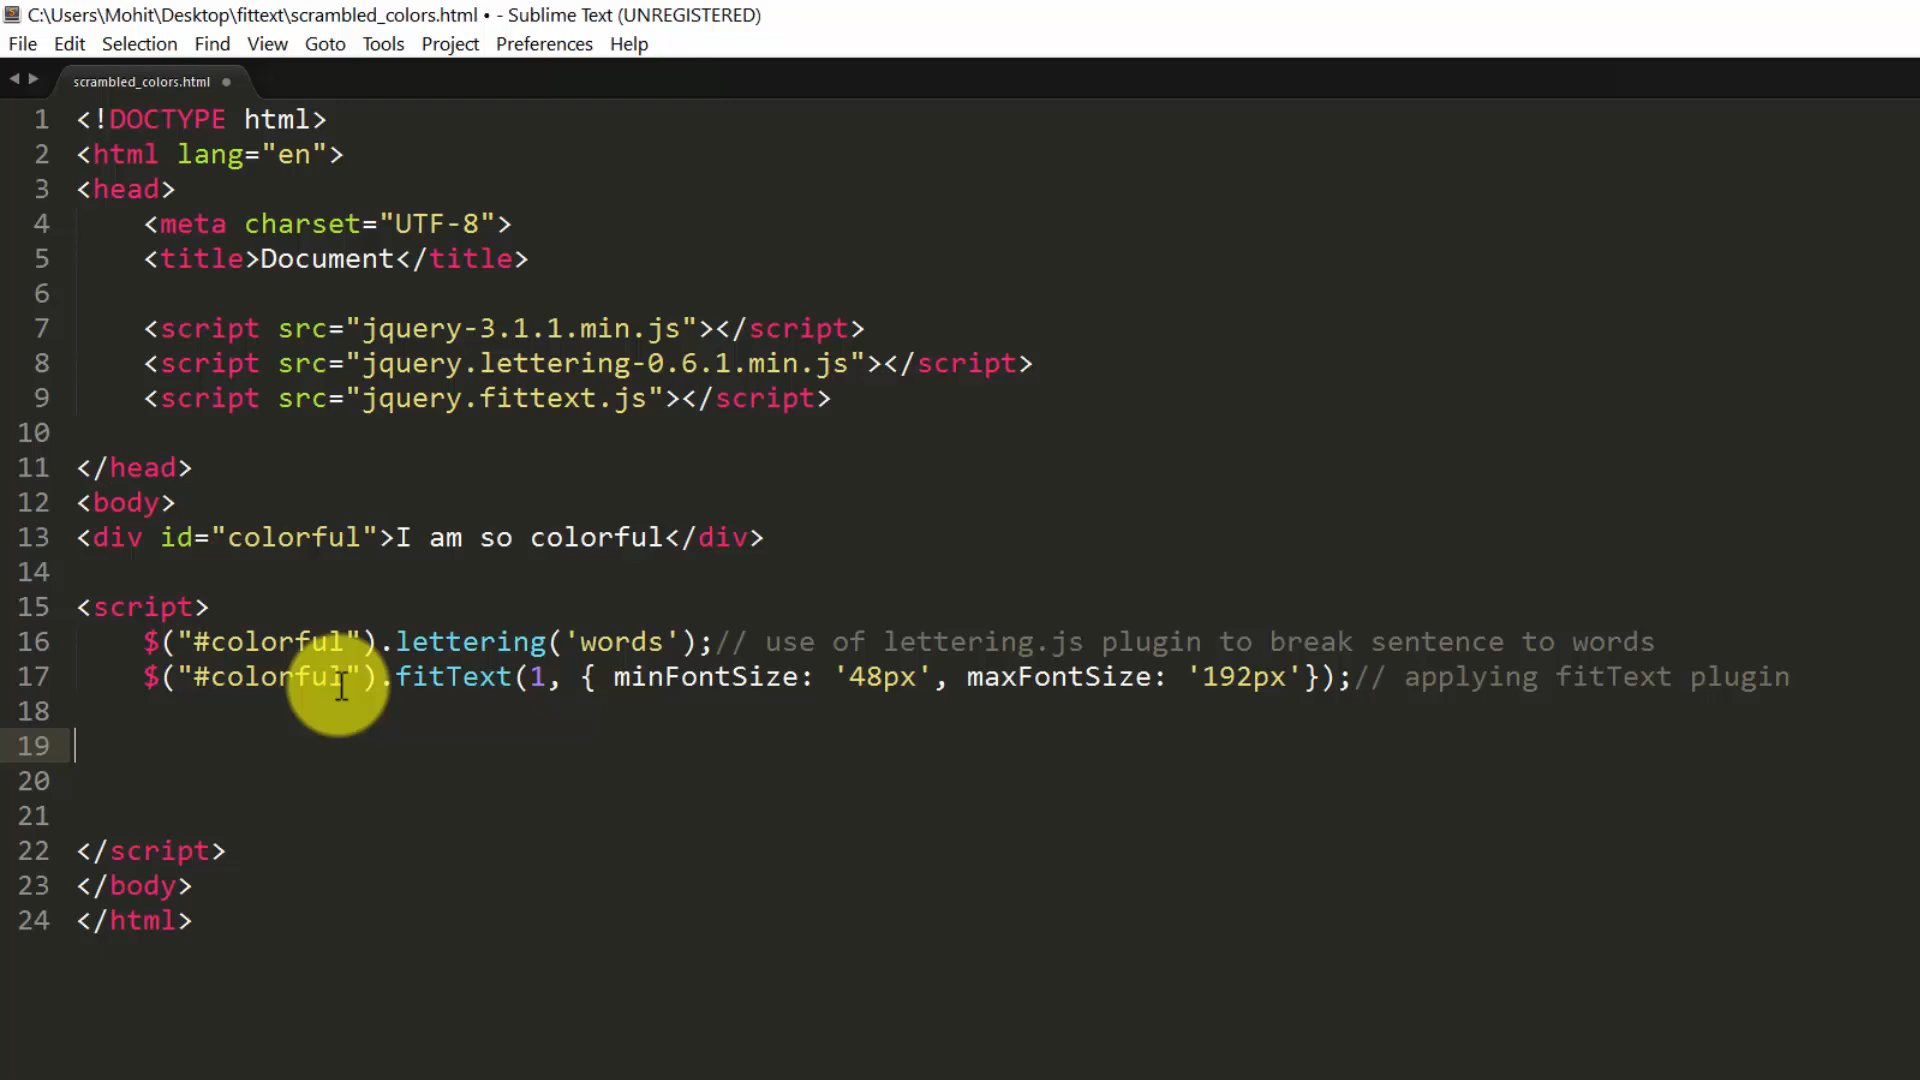 C:\Users\Mohit\Desktop\fittext\scrambled_colors.html • - Sublime Text (UNREGISTERED)
File Edit Selection Find View Goto Tools Project Preferences Help
scrambled_colors.html
1 <!DOCTYPE html>
2 <html lang="en">
3 <head>
4 <meta charset="UTF-8">
5 <title>Document</title>
6
7 <script src="jquery-3.1.1.min.js"></script>
8 <script src="jquery.lettering-0.6.1.min.js"></script>
9 <script src="jquery.fittext.js"></script>
10
11 </head>
12 <body>
13 <div id="colorful">I am so colorful</div>
14
15 <script>
16 $("#colorful").lettering('words');// use of lettering.js plugin to break sentence to words
17 $("#colorful").fitText(1, { minFontSize: '48px', maxFontSize: '192px'});// applying fitText plugin
18
19
20
21
22 </script>
23 </body>
24 </html>